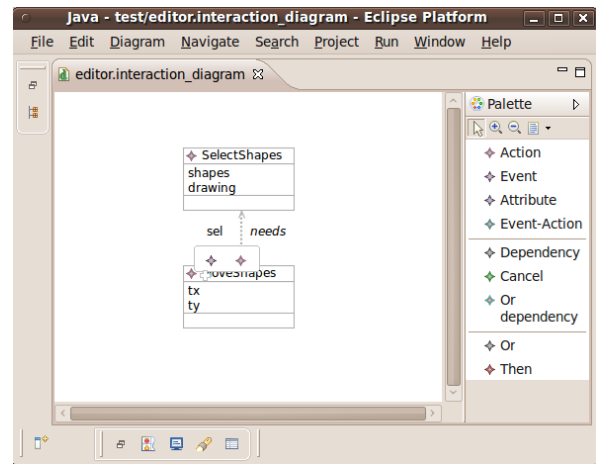 Java - test/editor.interaction_diagram - Eclipse Platform
File Edit Diagram Navigate Search Project Run Window Help
editor.interaction_diagram
Palette
SelectShapes
shapes
drawing
sel needs
tx
ty
Action
Event
Attribute
Event-Action
Dependency
Cancel
Or
dependency
Or
Then